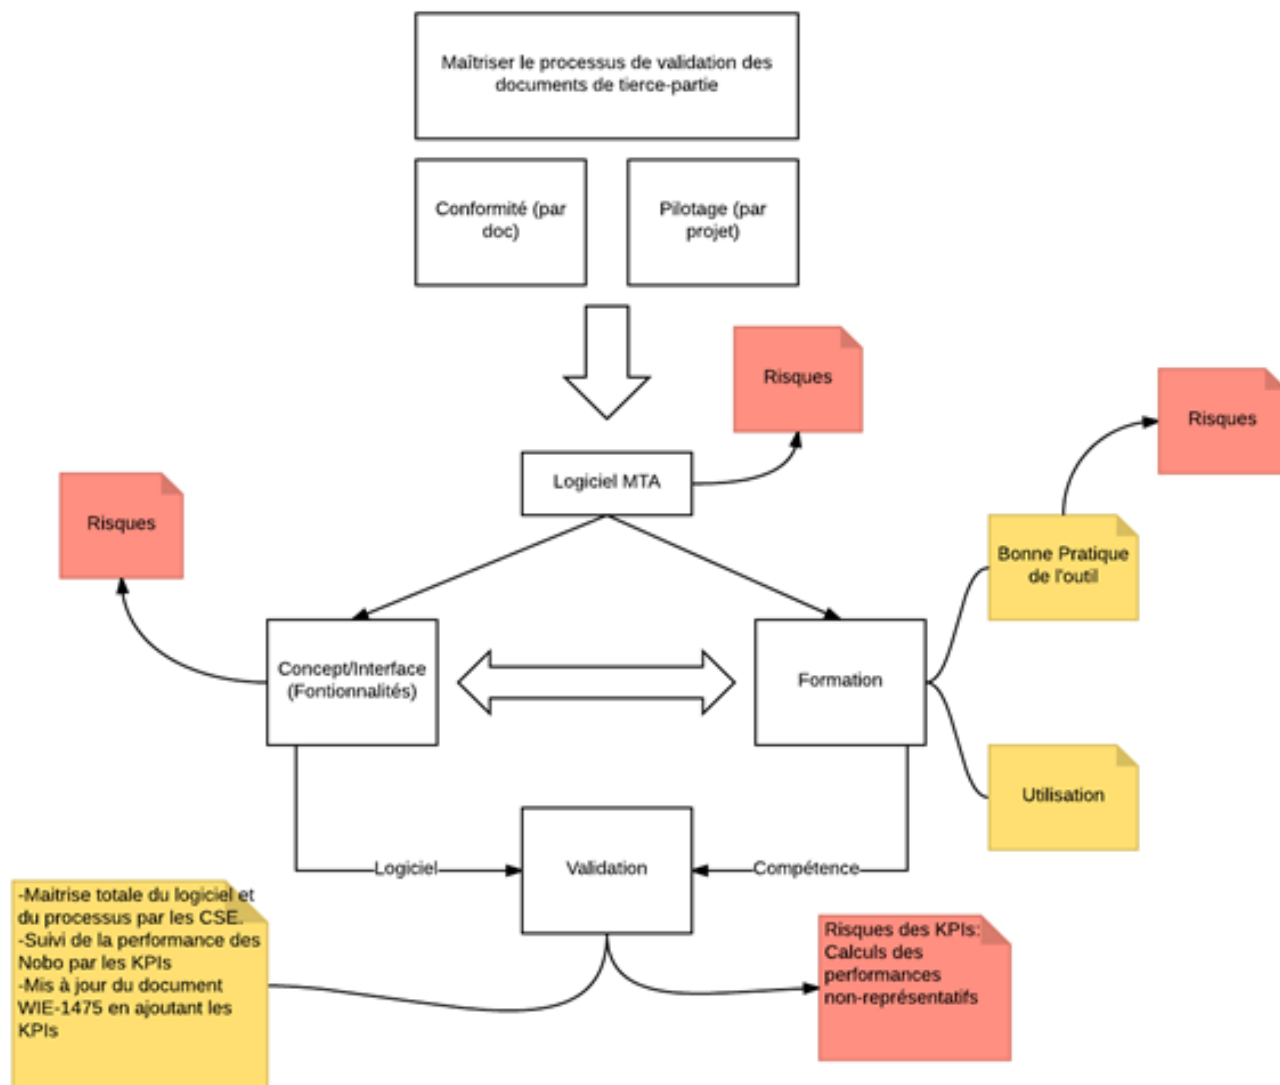 Maîtriser le processus de validation des
documents de tierce-partie
Conformité (par
doc)
Pilotage (par
projet)
Risques
Risques
Logiciel MTA
Risques
Bonne Pratique
de l'outil
Concept/Interface
(Fontionnalités)
Formation
Utilisation
Logiciel
Validation
Compétence
-Maitrise totale du logiciel et
du processus par les CSE.
-Suivi de la performance des
Nobo par les KPIs
-Mis à jour du document
WIE-1475 en ajoutant les
KPIs
Risques des KPIs:
Calculs des
performances
non-représentatifs